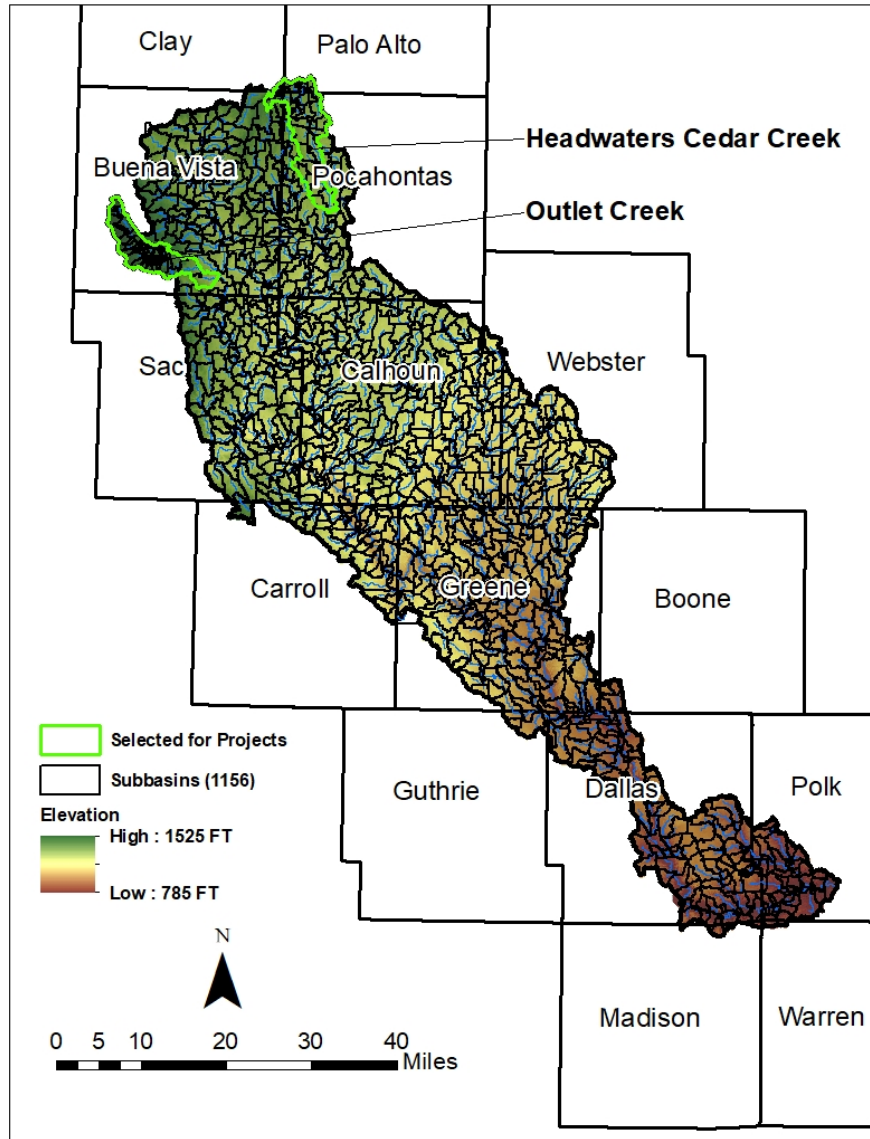 Clay
Palo Alto
Headwaters Cedar Creek
Buena Vista
Pocahontas
Outlet Creek
Sac
Calhoun
Webster
Carroll
Greene
Boone
Selected for Projects
Subbasins (1156)
Elevation
High : 1525 FT
Low : 785 FT
Guthrie
Dallas
Polk
N
Madison
Warren
0 5 10 20 30 40
Miles